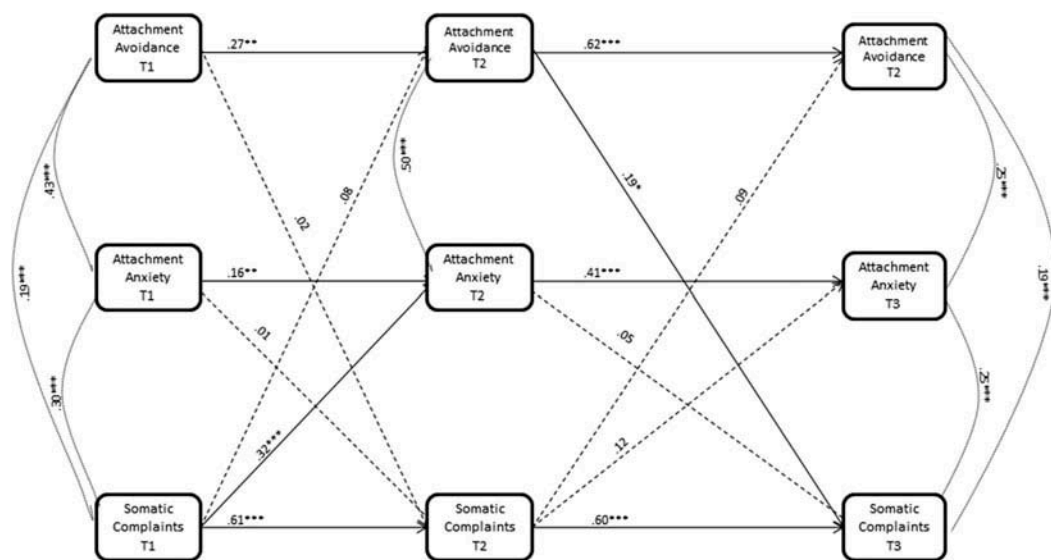 Attachment
Avoidance
T1
.27**
Attachment
Avoidance
T2
.62***
Attachment
Avoidance
T2
.43***
.08
.50***
.02
.19*
.09
.25***
.19***
.19***
Attachment
Anxiety
T1
.16**
Attachment
Anxiety
T2
.41***
Attachment
Anxiety
T3
.01
.05
.30***
.32***
.12
.25***
Somatic
Complaints
T1
.61***
Somatic
Complaints
T2
.60***
Somatic
Complaints
T3